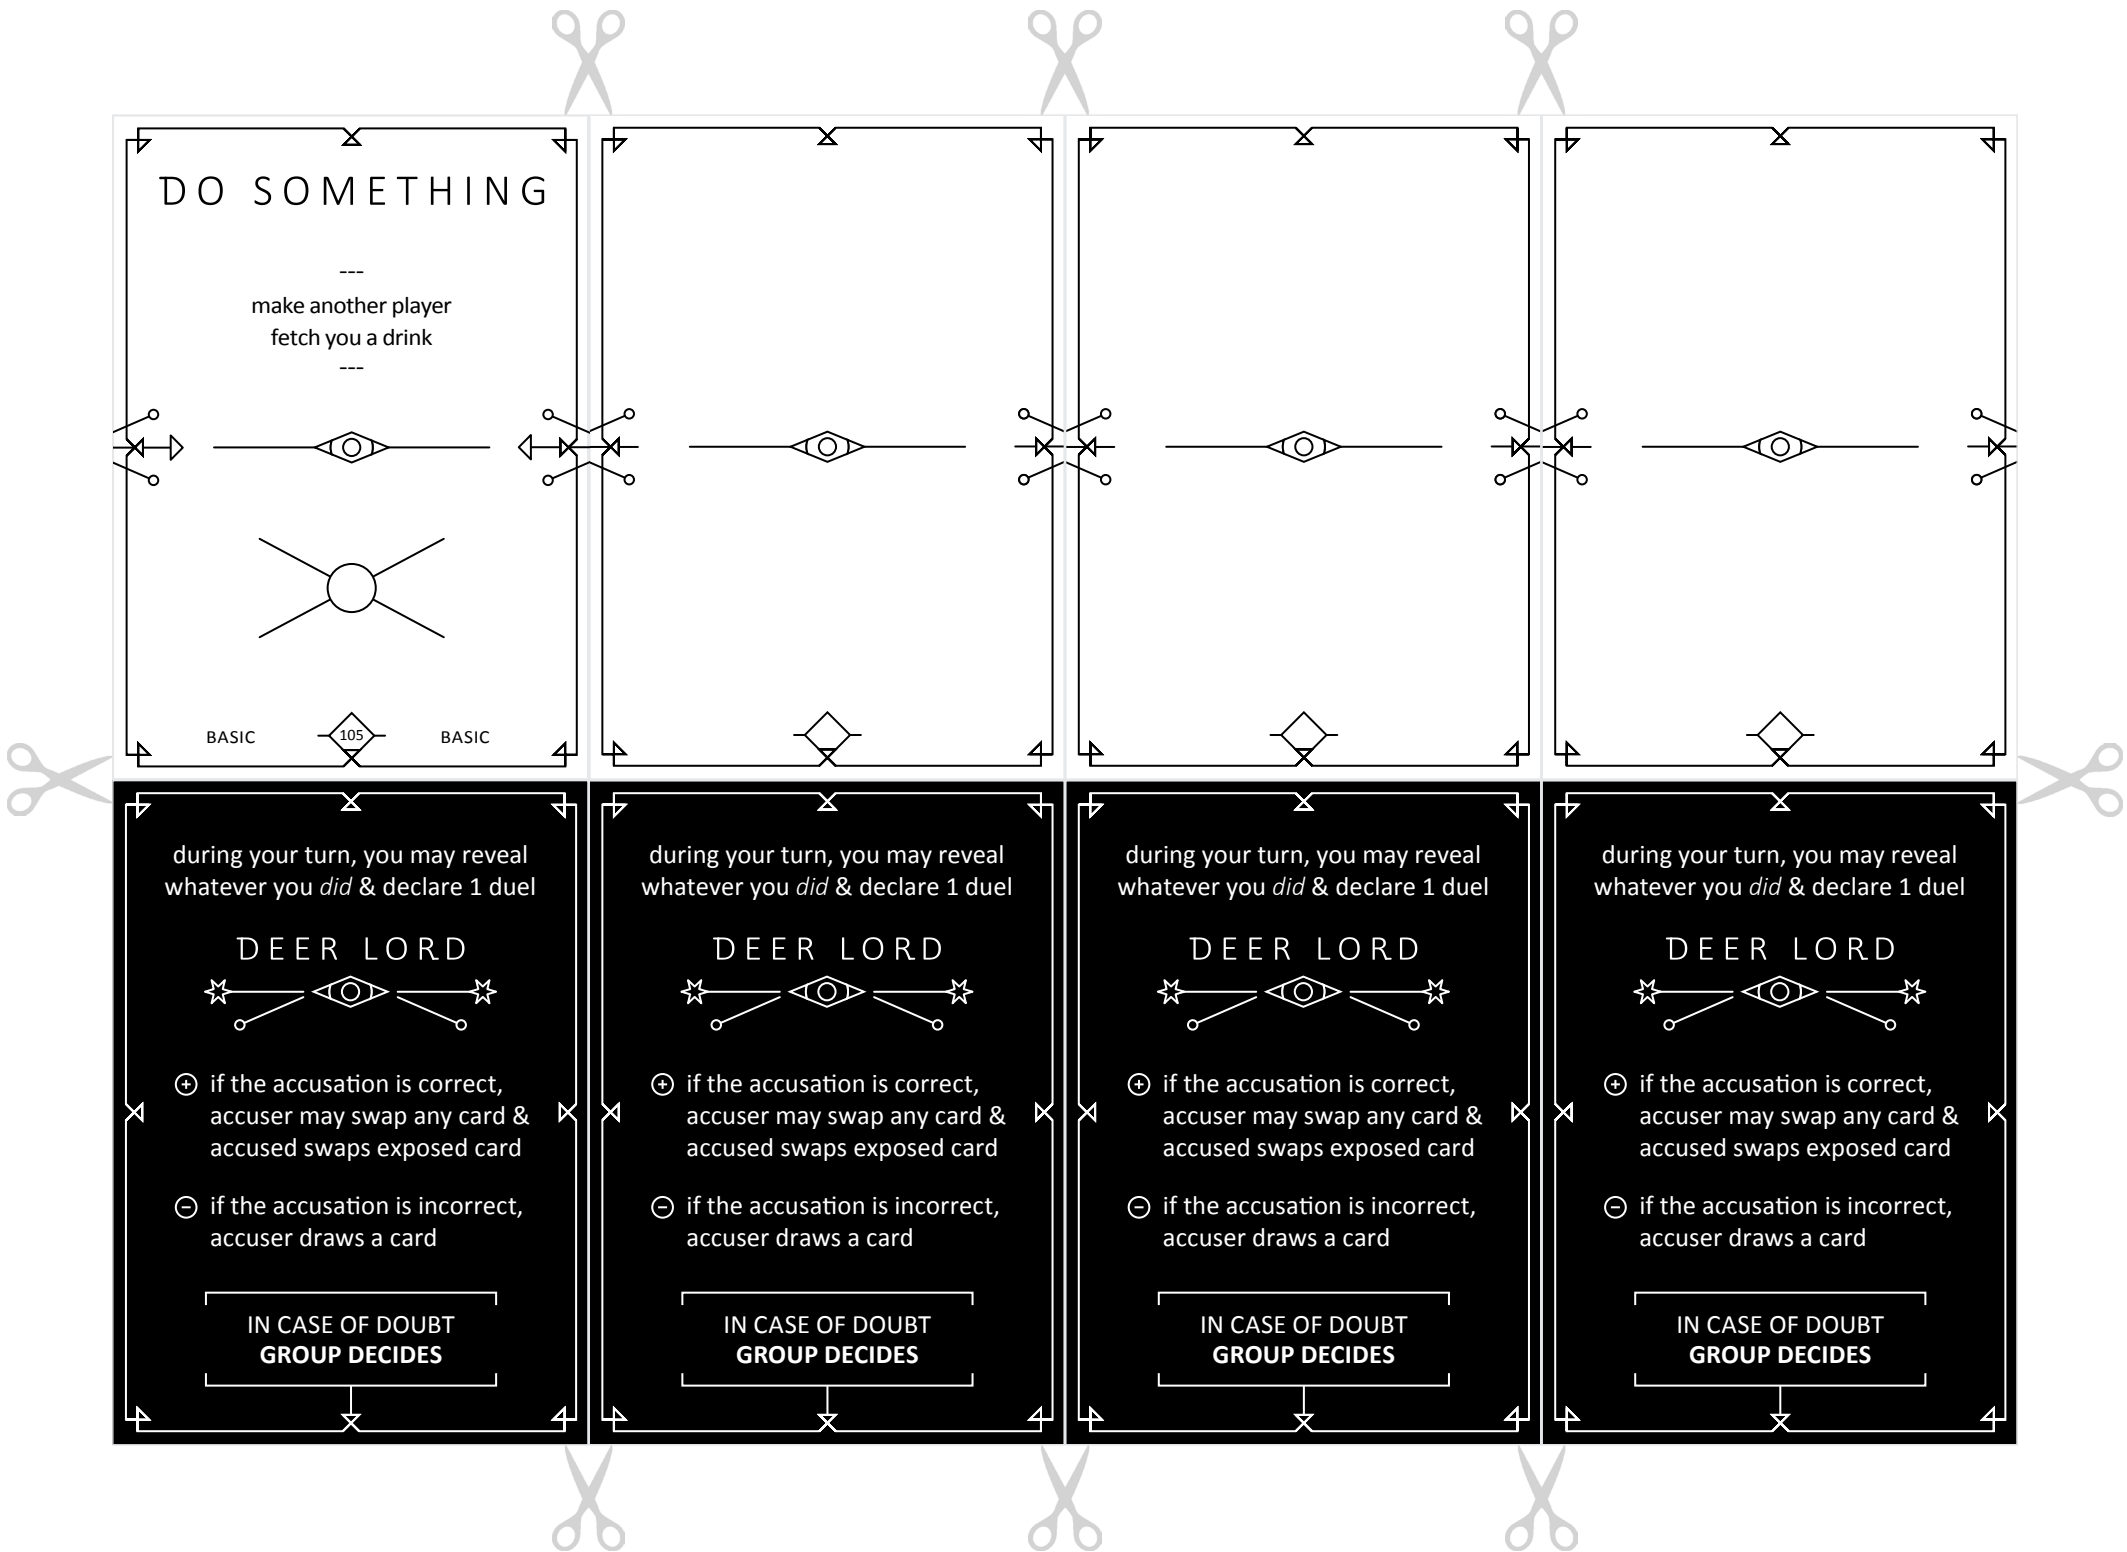 DO SOMETHING
---
make another player
fetch you a drink
---
BASIC 105 BASIC
during your turn, you may reveal
whatever you did & declare 1 duel
DEER LORD
+ if the accusation is correct,
accuser may swap any card &
accused swaps exposed card
- if the accusation is incorrect,
accuser draws a card
IN CASE OF DOUBT
GROUP DECIDES
during your turn, you may reveal
whatever you did & declare 1 duel
DEER LORD
+ if the accusation is correct,
accuser may swap any card &
accused swaps exposed card
- if the accusation is incorrect,
accuser draws a card
IN CASE OF DOUBT
GROUP DECIDES
during your turn, you may reveal
whatever you did & declare 1 duel
DEER LORD
+ if the accusation is correct,
accuser may swap any card &
accused swaps exposed card
- if the accusation is incorrect,
accuser draws a card
IN CASE OF DOUBT
GROUP DECIDES
during your turn, you may reveal
whatever you did & declare 1 duel
DEER LORD
+ if the accusation is correct,
accuser may swap any card &
accused swaps exposed card
- if the accusation is incorrect,
accuser draws a card
IN CASE OF DOUBT
GROUP DECIDES